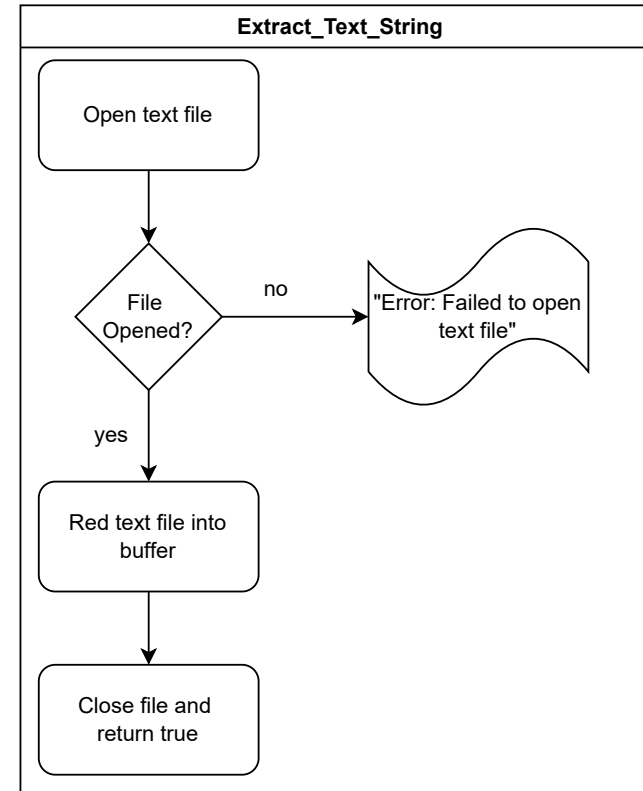 Extract_Text_String
Open text file
File
Opened?
no
"Error: Failed to open
text file"
yes
Red text file into
buffer
Close file and
return true